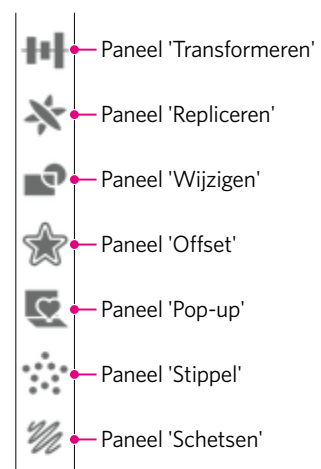 Paneel 'Transformeren'
Paneel 'Repliceren'
Paneel 'Wijzigen'
Paneel 'Offset'
Paneel 'Pop-up'
Paneel 'Stippel'
Paneel 'Schetsen'